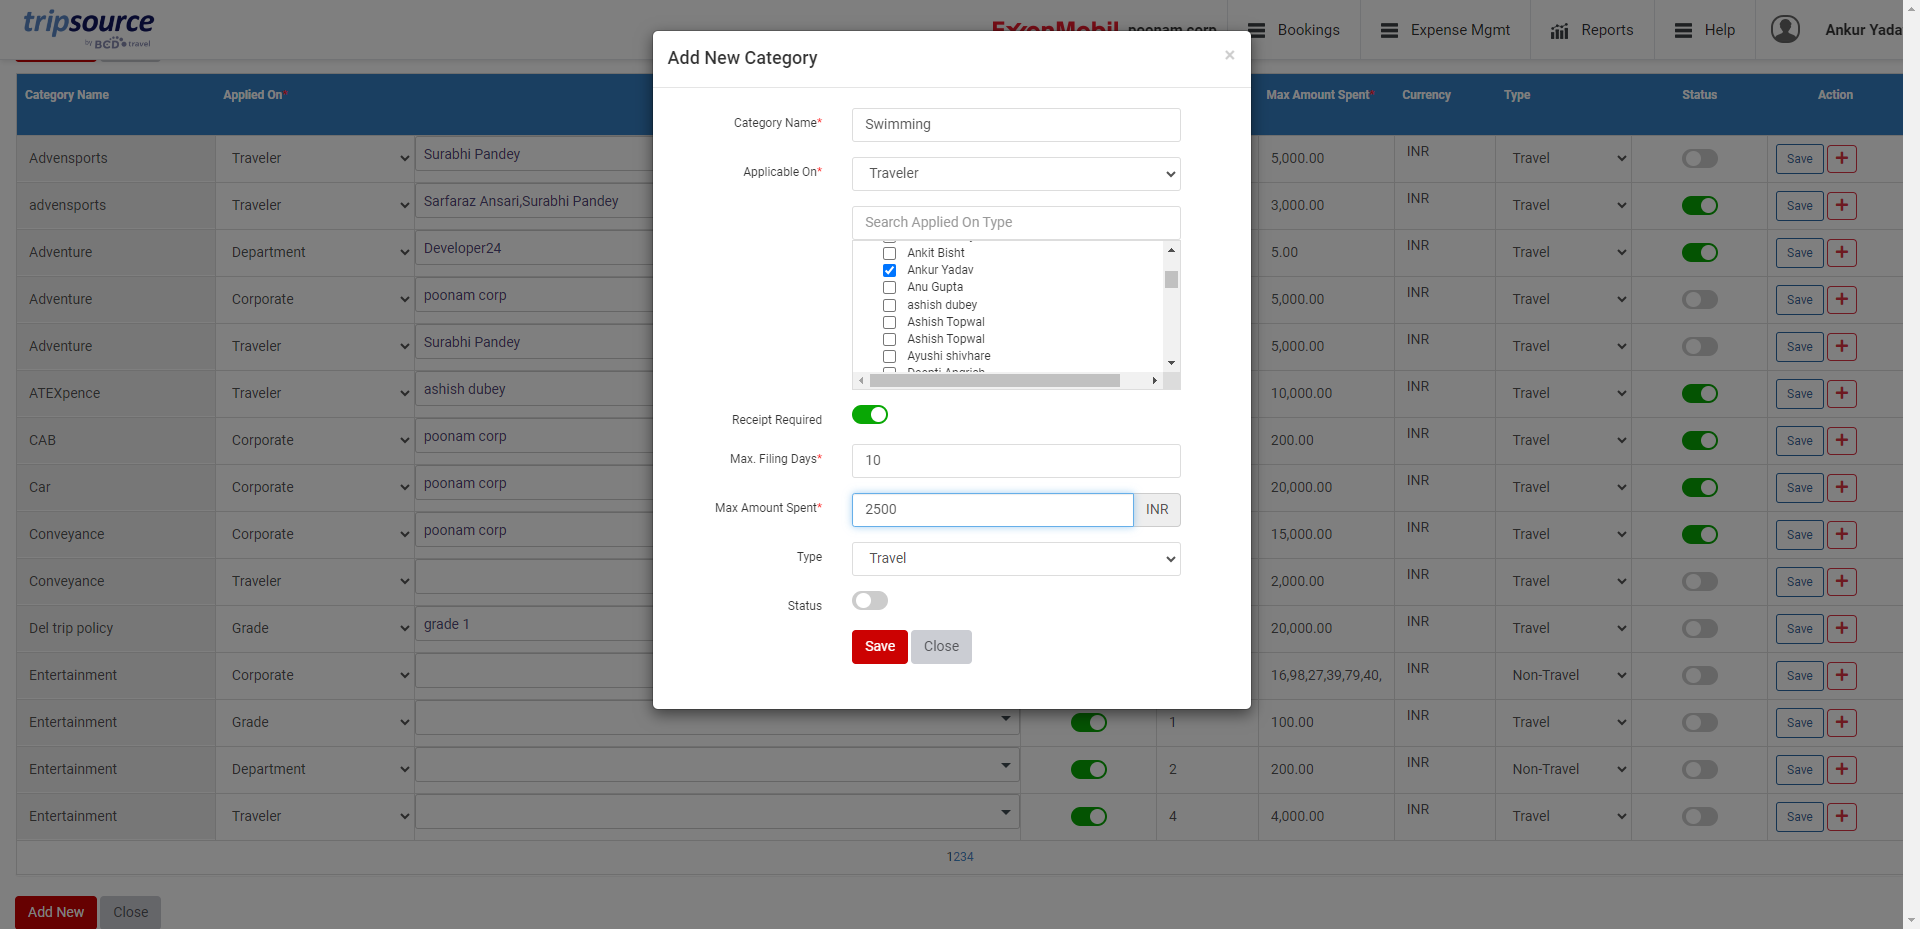 tripsource
by BCD travel
ExxonMobil poonam corp
Bookings
Expense Mgmt
Reports
Help
Ankur Yada
Category Name Applied On* Max Amount Spent* Currency Type Status Action
Advensports Traveler Surabhi Pandey 5,000.00 INR Travel Save
advensports Traveler Sarfaraz Ansari,Surabhi Pandey 3,000.00 INR Travel Save
Adventure Department Developer24 5.00 INR Travel Save
Adventure Corporate poonam corp 5,000.00 INR Travel Save
Adventure Traveler Surabhi Pandey 5,000.00 INR Travel Save
ATEXpence Traveler ashish dubey 10,000.00 INR Travel Save
CAB Corporate poonam corp 200.00 INR Travel Save
Car Corporate poonam corp 20,000.00 INR Travel Save
Conveyance Corporate poonam corp 15,000.00 INR Travel Save
Conveyance Traveler 2,000.00 INR Travel Save
Del trip policy Grade grade 1 20,000.00 INR Travel Save
Entertainment Corporate 16,98,27,39,79,40, INR Non-Travel Save
Entertainment Grade 1 100.00 INR Travel Save
Entertainment Department 2 200.00 INR Non-Travel Save
Entertainment Traveler 4 4,000.00 INR Travel Save
1234
Add New Close
Add New Category ×
Category Name* Swimming
Applicable On* Traveler
Search Applied On Type
Ankit Bisht
Ankur Yadav
Anu Gupta
ashish dubey
Ashish Topwal
Ashish Topwal
Ayushi shivhare
Receipt Required
Max. Filing Days* 10
Max Amount Spent* 2500 INR
Type Travel
Status
Save Close